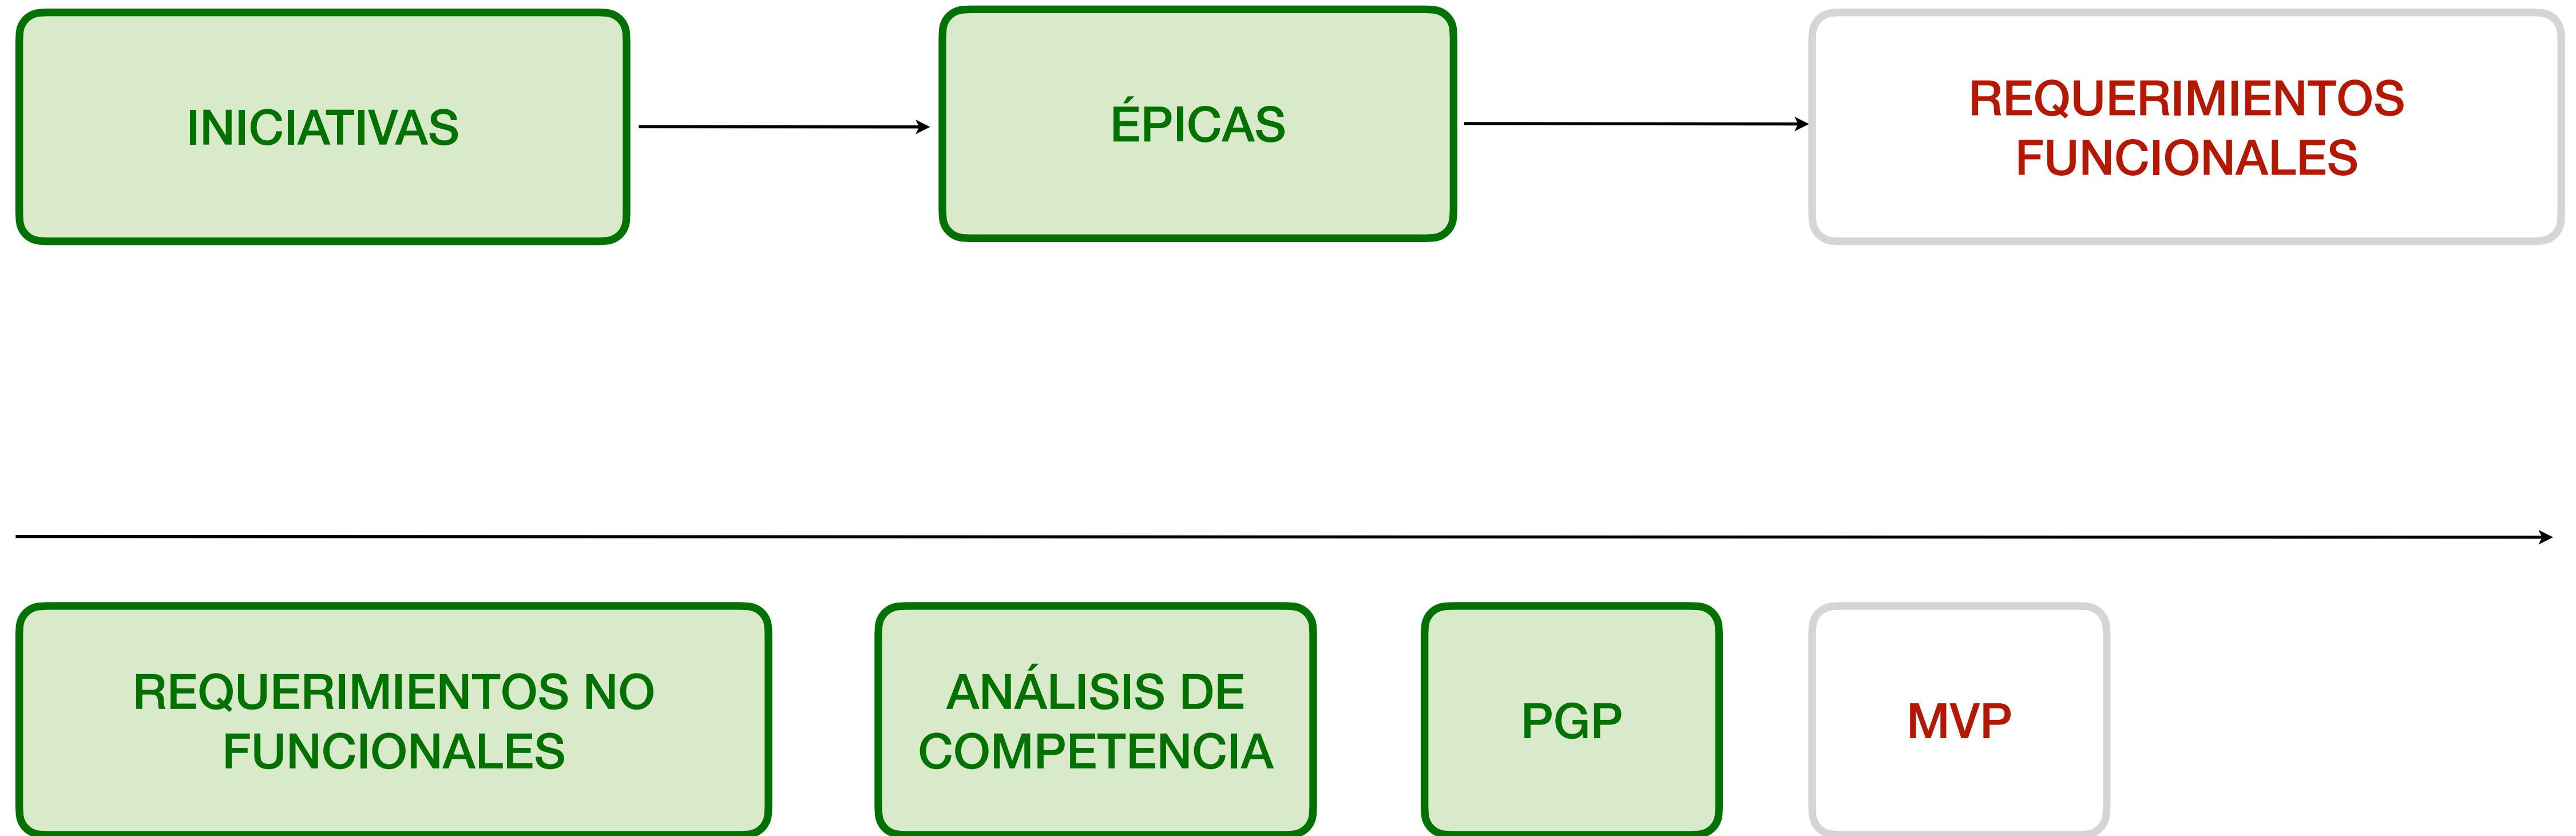 INICIATIVAS
ÉPICAS
REQUERIMIENTOS
FUNCIONALES
REQUERIMIENTOS NO
FUNCIONALES
ANÁLISIS DE
COMPETENCIA
PGP
MVP